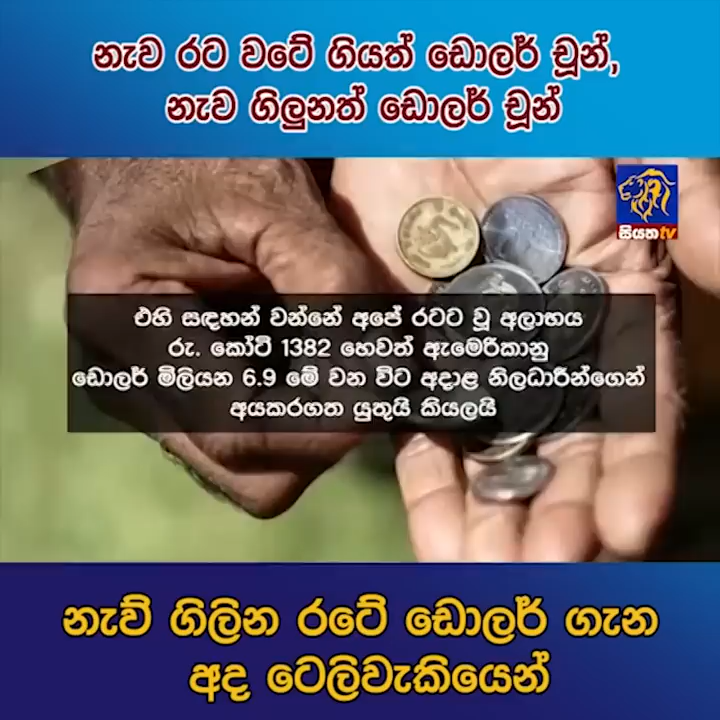 නැව රට වටේ ගියත් ඩොලර් චූන්,
නැව ගිලුනත් ඩොලර් චූන්
සියත tv
එහි සඳහන් වන්නේ අපේ රටට වූ අලාභය
රු. කෝටි 1382 හෙවත් ඇමෙරිකානු
ඩොලර් මිලියන 6.9 මේ වන විට අදාළ නිලධාරීන්ගෙන්
අයකරගත යුතුයි කියලයි
නැව් ගිලින රටේ ඩොලර් ගැන
අද ටෙලිවැකියෙන්